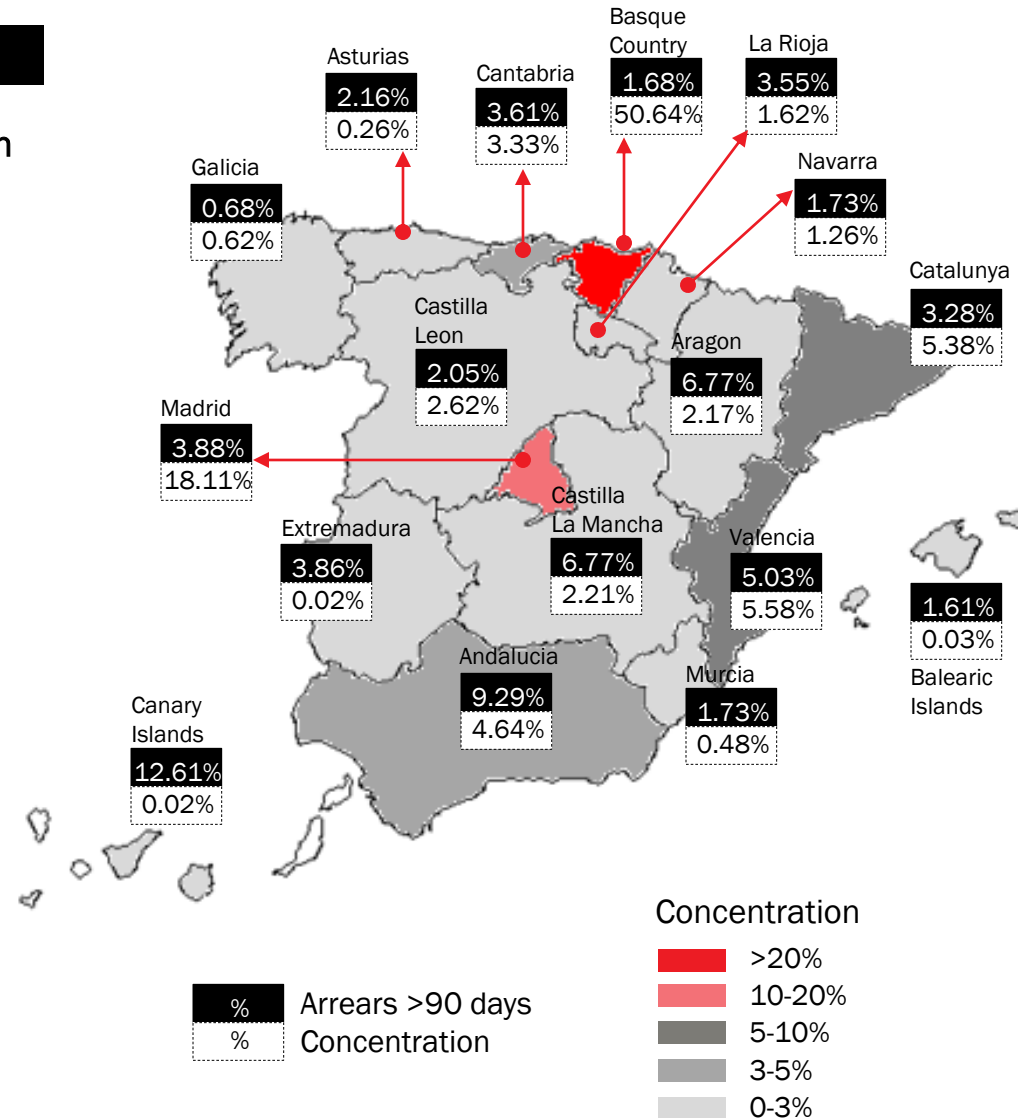 n
Asturias
2.16%
0.26%
Cantabria
3.61%
3.33%
Basque
Country
1.68%
50.64%
La Rioja
3.55%
1.62%
Galicia
0.68%
0.62%
Navarra
1.73%
1.26%
Catalunya
3.28%
5.38%
Castilla
Leon
2.05%
2.62%
Aragon
6.77%
2.17%
Madrid
3.88%
18.11%
Castilla
La Mancha
6.77%
2.21%
Extremadura
3.86%
0.02%
Valencia
5.03%
5.58%
1.61%
0.03%
Balearic
Islands
Andalucia
9.29%
4.64%
Murcia
1.73%
0.48%
Canary
Islands
12.61%
0.02%
Concentration
>20%
10-20%
5-10%
3-5%
0-3%
% Arrears >90 days
% Concentration